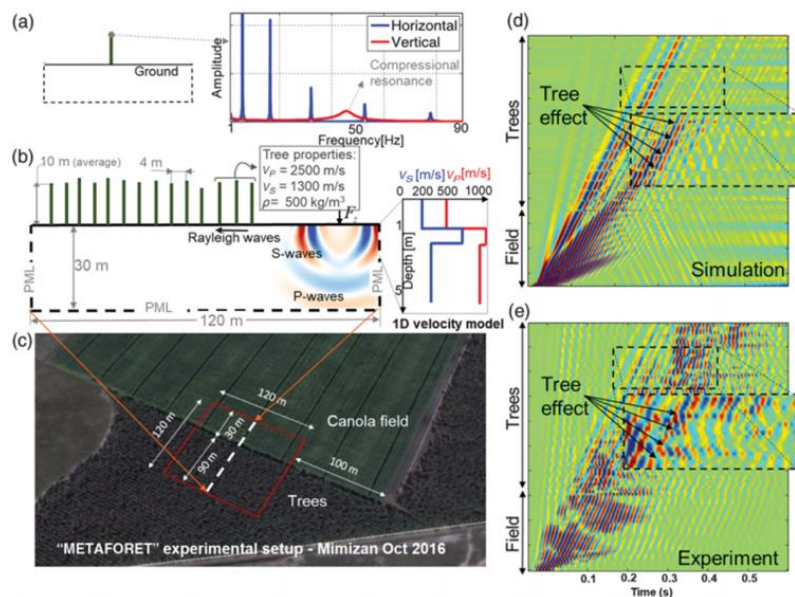 (a)
Ground
Amplitude
Horizontal
Vertical
Compressional
resonance
1
50
90
Frequency[Hz]
(b)
10 m (average)
4 m
Tree properties:
V_P = 2500 m/s
V_S = 1300 m/s
ρ= 500 kg/m³
Rayleigh waves
S-waves
P-waves
PML
30 m
PML
PML
PML
120 m
V_S [m/s] V_P[m/s]
0 200 400 1000
1
Depth [m]
5
1D velocity model
(c)
120 m
120 m
30 m
90 m
100 m
Canola field
Trees
“METAFORET” experimental setup - Mimizan Oct 2016
(d)
Trees
Field
Tree
effect
Simulation
(e)
Trees
Field
Tree
effect
Experiment
0.1 0.2 0.3 0.4 0.5
Time (s)